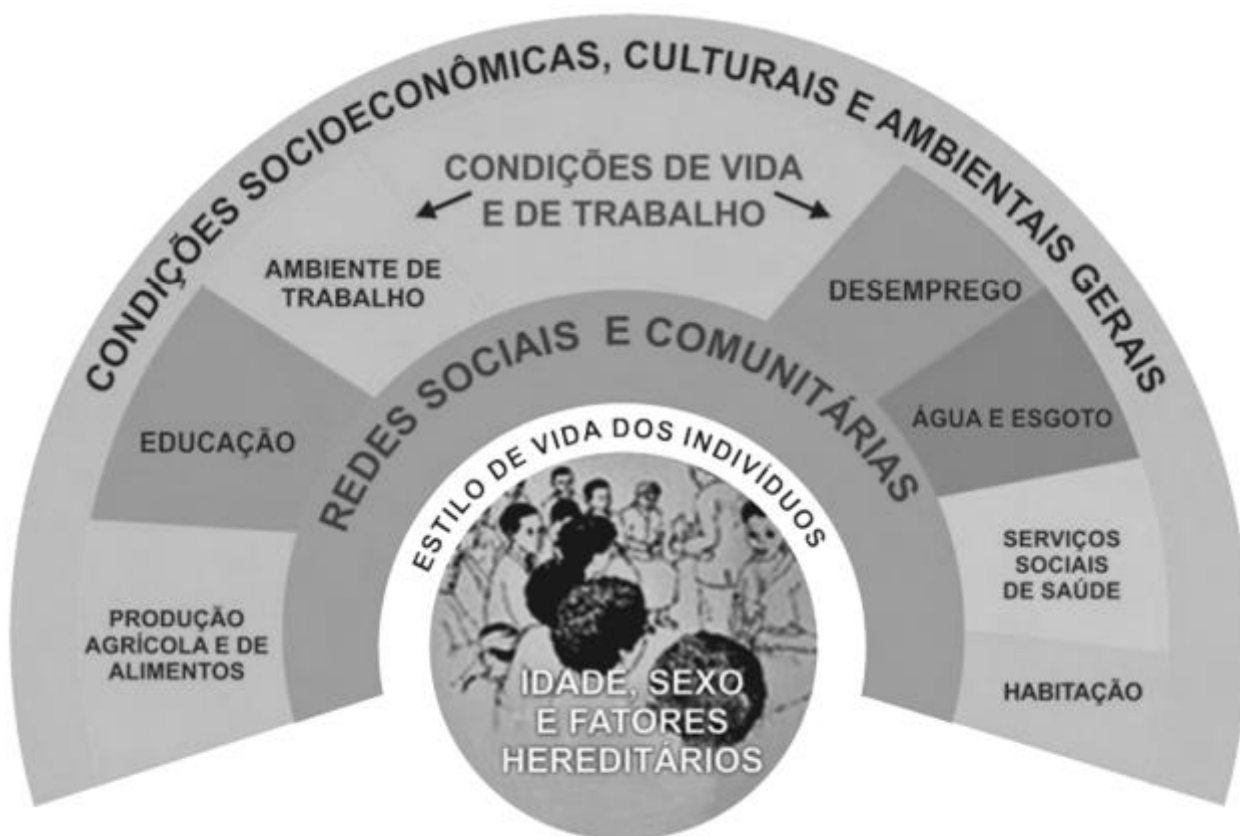 CONDIÇÕES SOCIOECONÔMICAS, CULTURAIS E AMBIENTAIS GERAIS
CONDIÇÕES DE VIDA
E DE TRABALHO
AMBIENTE DE
TRABALHO
DESEMPREGO
REDES SOCIAIS E COMUNITÁRIAS
EDUCAÇÃO
ÁGUA E ESGOTO
ESTILO DE VIDA DOS INDIVÍDUOS
SERVIÇOS
SOCIAIS
DE SAÚDE
PRODUÇÃO
AGRÍCOLA E DE
ALIMENTOS
HABITAÇÃO
IDADE, SEXO
E FATORES
HEREDITÁRIOS